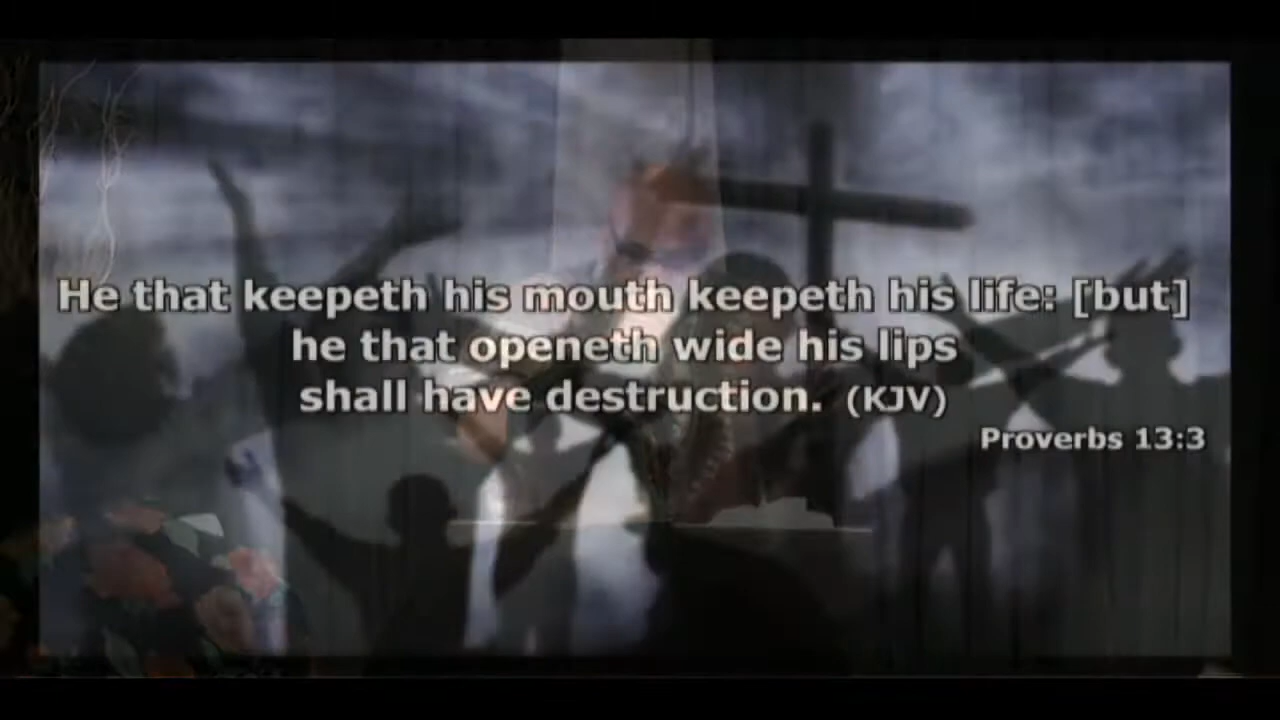 He that keepeth his mouth keepeth his life: [but]
he that openeth wide his lips
shall have destruction. (KJV)
Proverbs 13:3